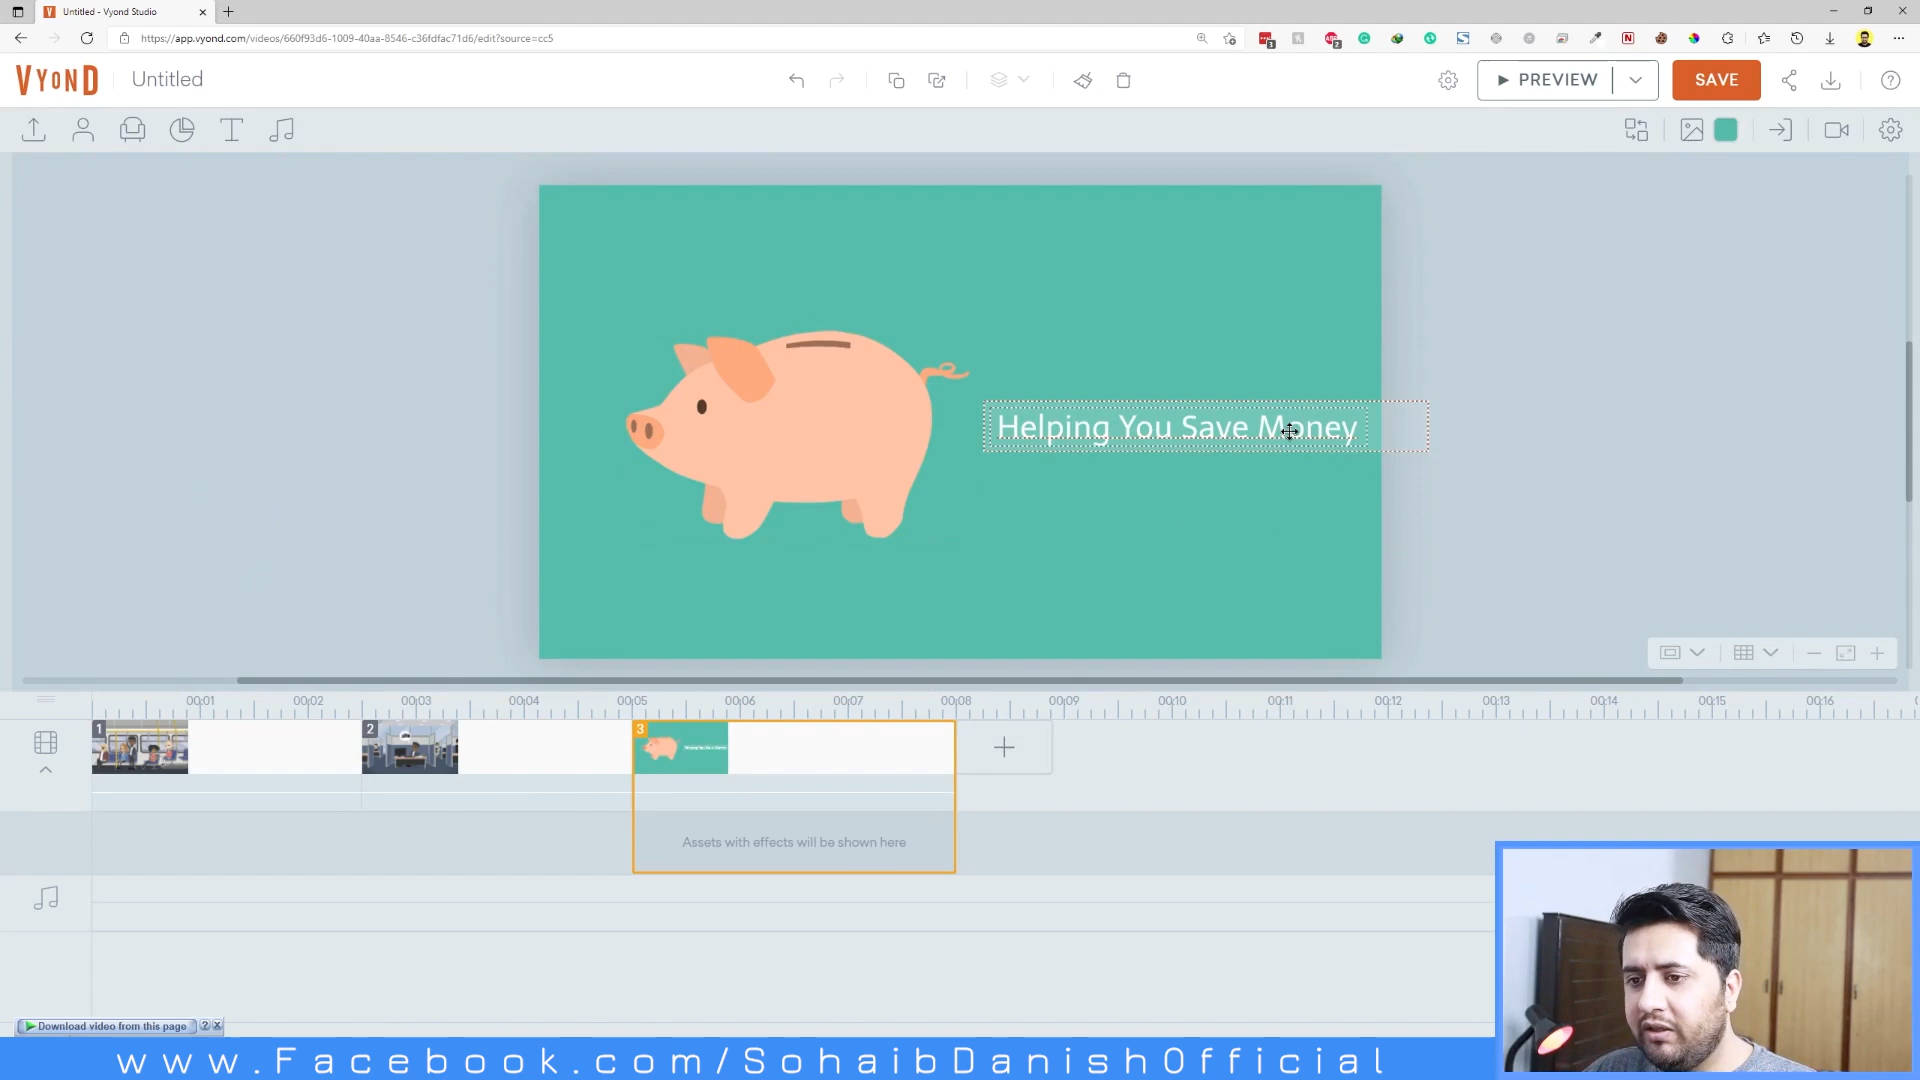 Untitled - Vyond Studio
https://app.vyond.com/videos/660f93d6-1009-40aa-8546-c36fdfac71d6/edit?source=cc5
VYOND
Untitled
PREVIEW
SAVE
Helping You Save Money
00:01 00:02 00:03 00:04 00:05 00:06 00:07 00:08 00:09 00:10 00:11 00:12 00:13 00:14 00:15 00:16
1 2 3
Assets with effects will be shown here
Download video from this page
www.Facebook.com/SohaibDanishOfficial